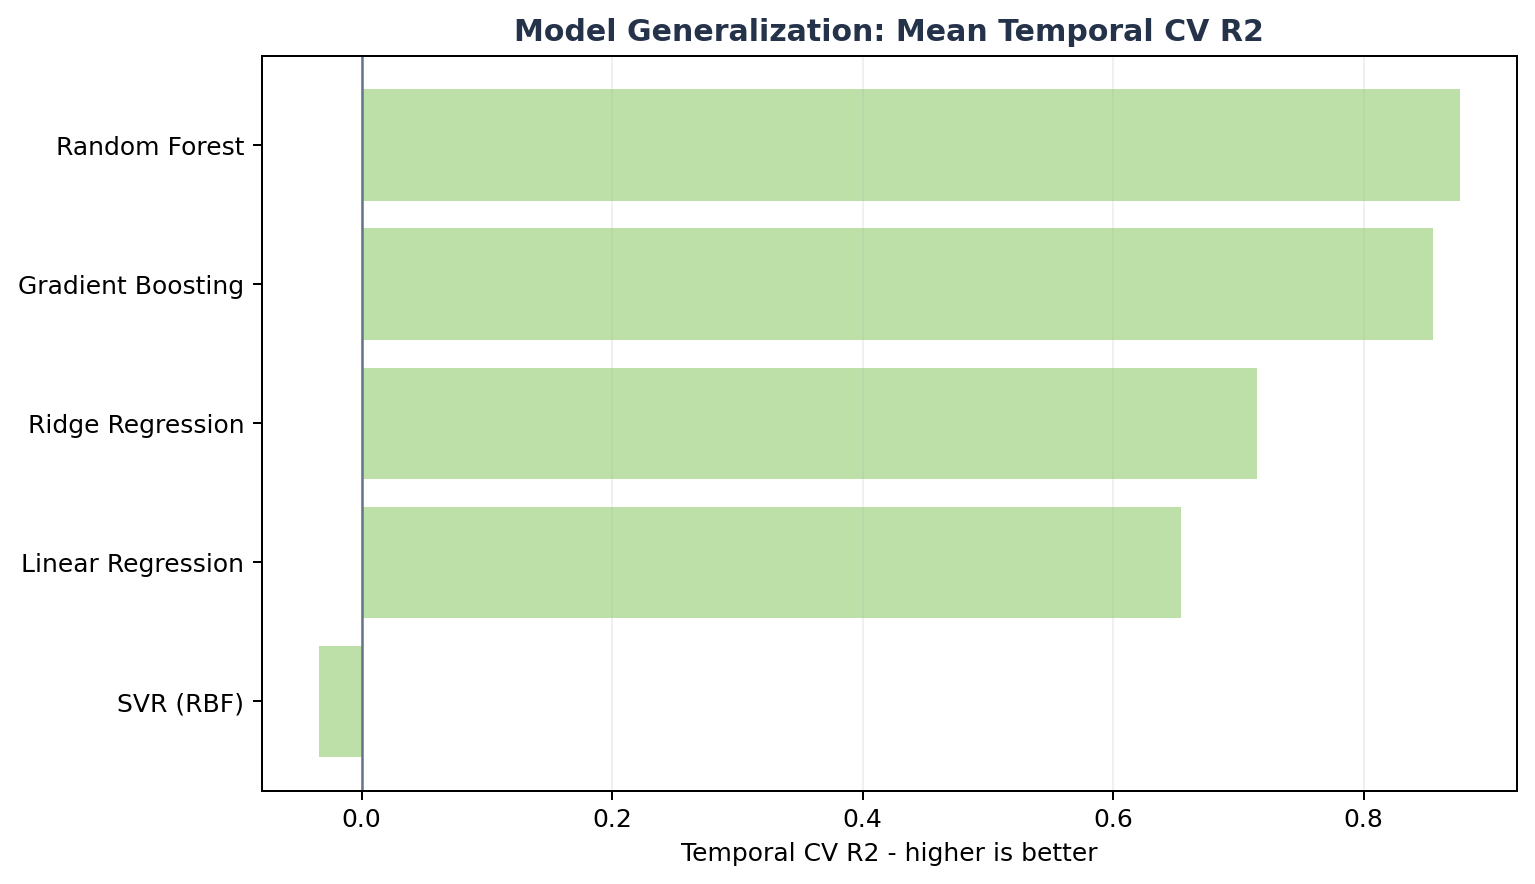 Model Generalization: Mean Temporal CV R2
Random Forest
Gradient Boosting
Ridge Regression
Linear Regression
SVR (RBF)
0.0 0.2 0.4 0.6 0.8
Temporal CV R2 - higher is better